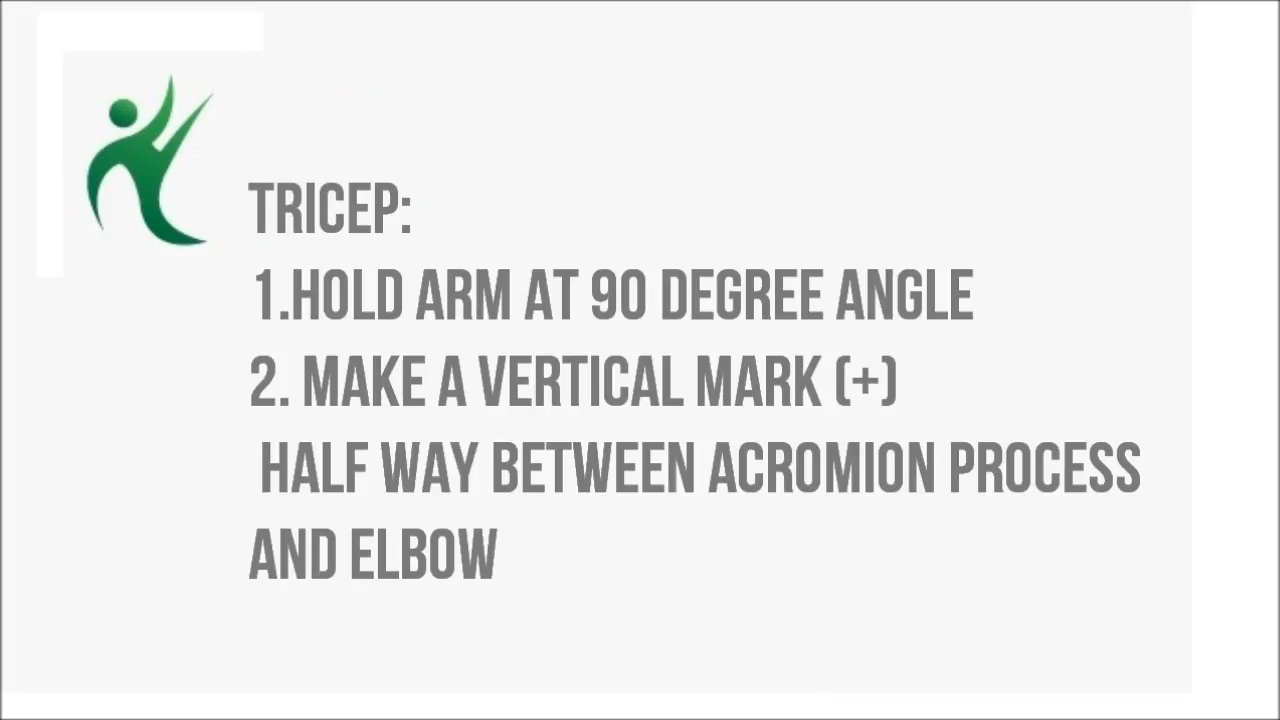 TRICEP:
1.HOLD ARM AT 90 DEGREE ANGLE
2. MAKE A VERTICAL MARK (+)
HALF WAY BETWEEN ACROMION PROCESS
AND ELBOW